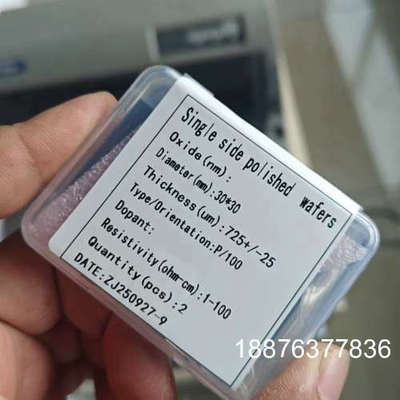 Single side polished wafers
Oxide(nm):
Diameter(mm):30*30
Thickness(um):725+/-25
Type/Orientation:P/100
Dopant:
Resistivity(ohm-cm):1-100
Quantity(pcs):2
DATE:ZJ250927-9
18876377836